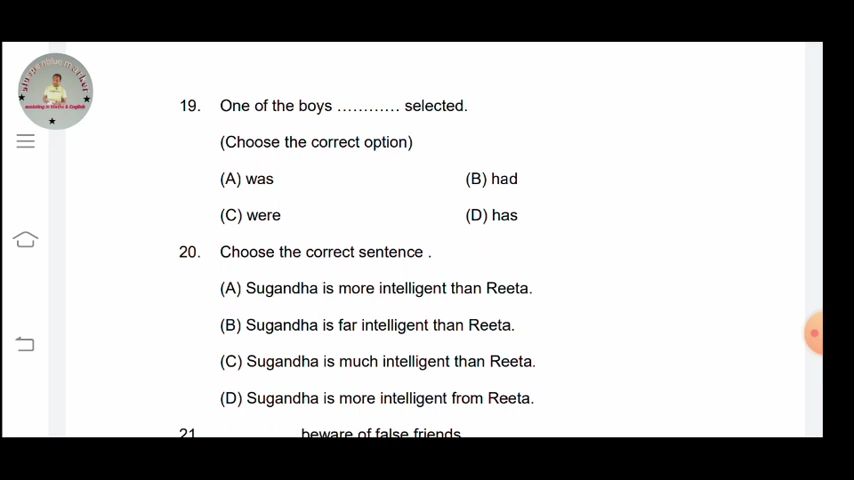 19. One of the boys ………… selected.
(Choose the correct option)
(A) was (B) had
(C) were (D) has
20. Choose the correct sentence .
(A) Sugandha is more intelligent than Reeta.
(B) Sugandha is far intelligent than Reeta.
(C) Sugandha is much intelligent than Reeta.
(D) Sugandha is more intelligent from Reeta.
21 beware of false friends